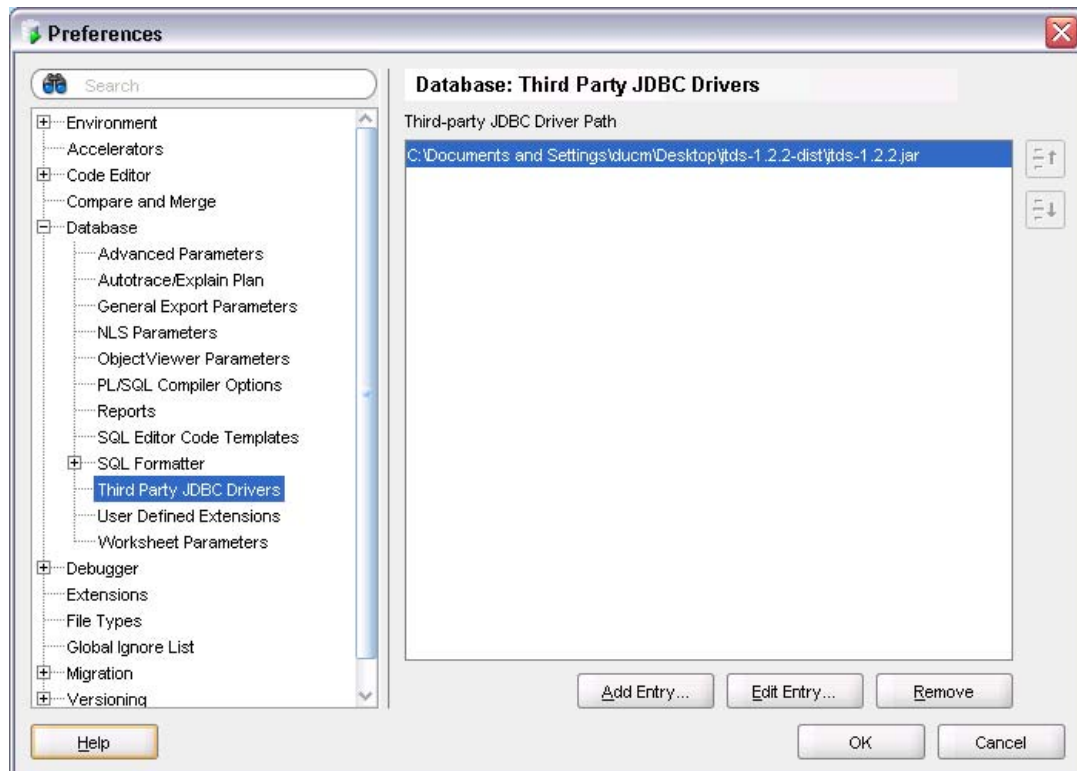 Preferences
Search
Environment
Accelerators
Code Editor
Compare and Merge
Database
Advanced Parameters
Autotrace/Explain Plan
General Export Parameters
NLS Parameters
ObjectViewer Parameters
PL/SQL Compiler Options
Reports
SQL Editor Code Templates
SQL Formatter
Third Party JDBC Drivers
User Defined Extensions
Worksheet Parameters
Debugger
Extensions
File Types
Global Ignore List
Migration
Versioning
Database: Third Party JDBC Drivers
Third-party JDBC Driver Path
C:\Documents and Settings\ducm\Desktop\jtds-1.2.2-dist\jtds-1.2.2.jar
Add Entry... Edit Entry... Remove
Help OK Cancel